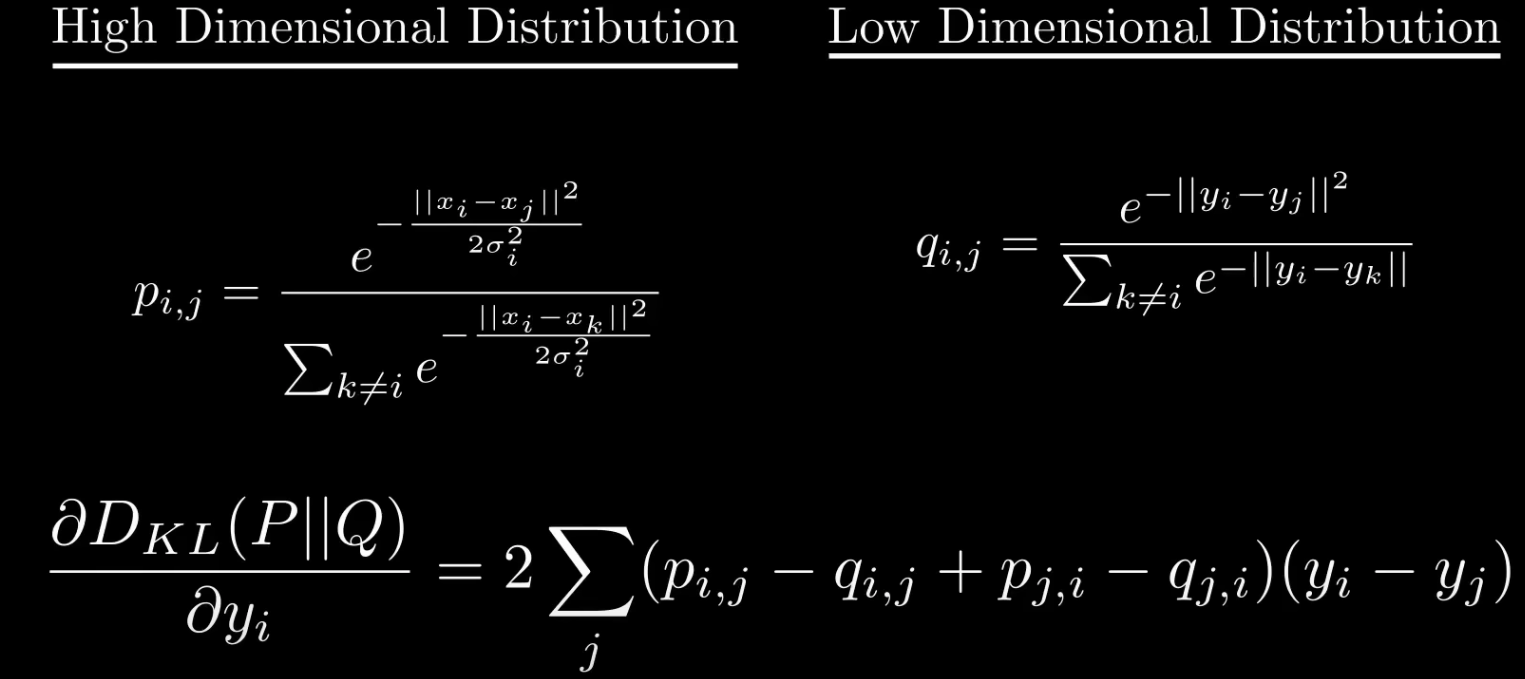 High Dimensional Distribution
Low Dimensional Distribution
$p_{i,j} = \frac{e^{-\frac{||x_i - x_j||^2}{2\sigma_i^2}}}{\sum_{k \neq i} e^{-\frac{||x_i - x_k||^2}{2\sigma_i^2}}}$
$q_{i,j} = \frac{e^{-||y_i - y_j||^2}}{\sum_{k \neq i} e^{-||y_i - y_k||}}$
$\frac{\partial D_{KL}(P||Q)}{\partial y_i} = 2 \sum_j (p_{i,j} - q_{i,j} + p_{j,i} - q_{j,i})(y_i - y_j)$